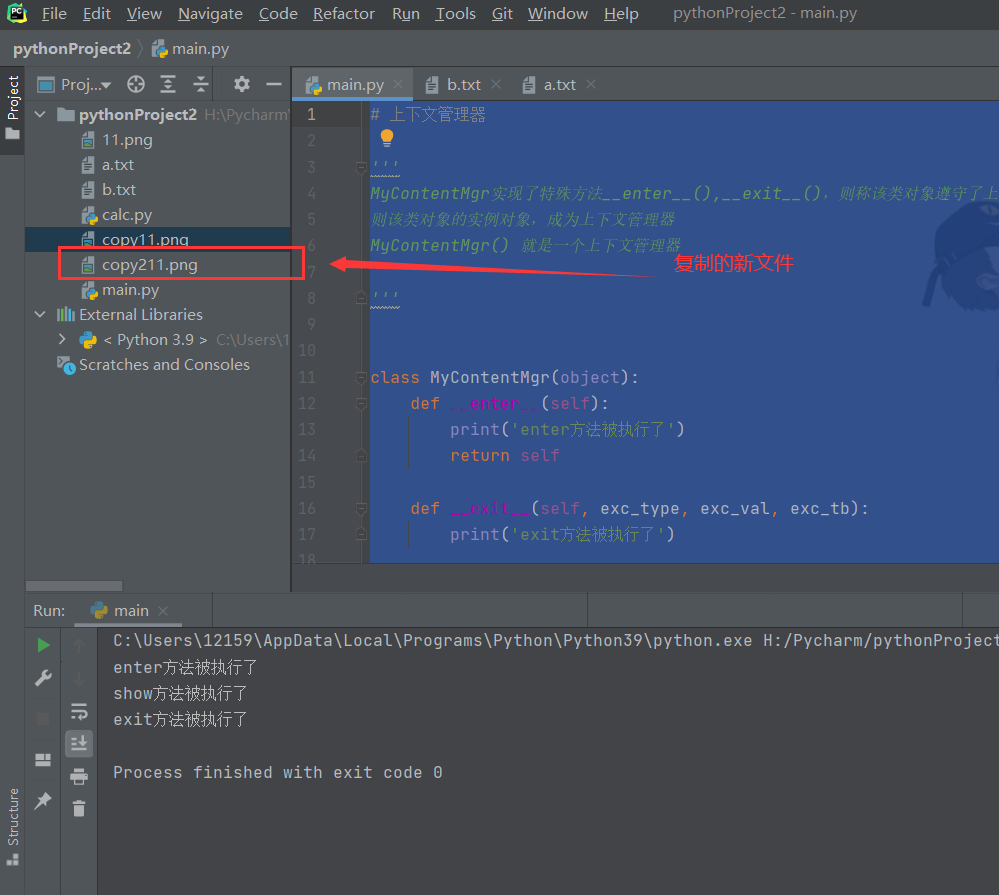 PC File Edit View Navigate Code Refactor Run Tools Git Window Help pythonProject2 - main.py
pythonProject2 main.py
Project
Proj... main.py b.txt a.txt
pythonProject2 H:\Pycharm
11.png
a.txt
b.txt
calc.py
copy11.png
copy211.png
main.py
External Libraries
< Python 3.9 > C:\Users\1
Scratches and Consoles
1 # 上下文管理器
2
3 '''
4 MyContentMgr实现了特殊方法__enter__(),__exit__(), 则称该类对象遵守了上
5 则该类对象的实例对象, 成为上下文管理器
6 MyContentMgr() 就是一个上下文管理器
7
复制的新文件
8 '''
9
10
11 class MyContentMgr(object):
12 def __enter__(self):
13 print('enter方法被执行了')
14 return self
15
16 def __exit__(self, exc_type, exc_val, exc_tb):
17 print('exit方法被执行了')
18
Run: main
C:\Users\12159\AppData\Local\Programs\Python\Python39\python.exe H:/Pycharm/pythonProject
enter方法被执行了
show方法被执行了
exit方法被执行了
Process finished with exit code 0
Structure